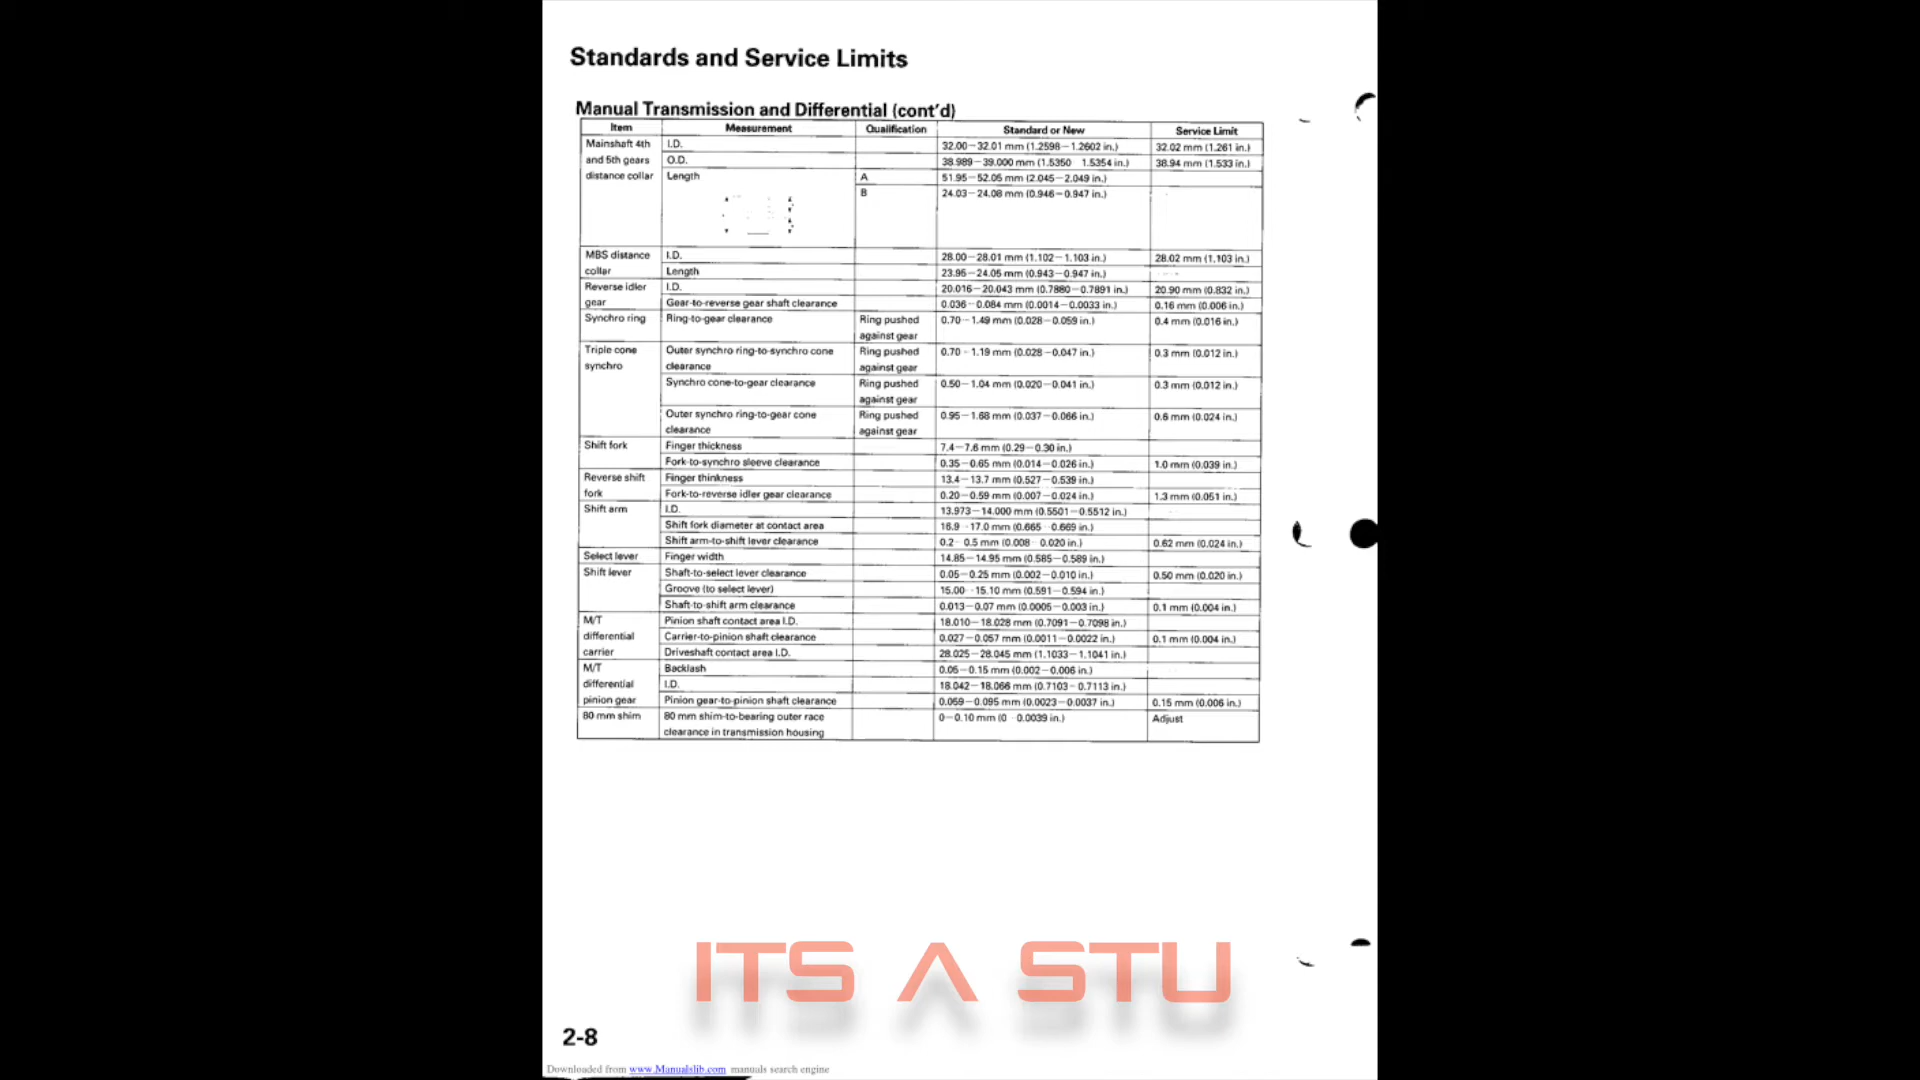 Standards and Service Limits
Manual Transmission and Differential (cont'd)
Item Measurement Qualification Standard or New Service Limit
Mainshaft 4th I.D. 32.00–32.01 mm (1.2598–1.2602 in.) 32.02 mm (1.261 in.)
and 5th gears O.D. 38.989–39.000 mm (1.5350 1.5354 in.) 38.94 mm (1.533 in.)
distance collar Length A 51.95–52.05 mm (2.045–2.049 in.)
B 24.03–24.08 mm (0.946–0.947 in.)
MBS distance I.D. 28.00–28.01 mm (1.102–1.103 in.) 28.02 mm (1.103 in.)
collar Length 23.95–24.05 mm (0.943–0.947 in.)
Reverse idler I.D. 20.016–20.043 mm (0.7880–0.7891 in.) 20.90 mm (0.832 in.)
gear Gear-to-reverse gear shaft clearance 0.036–0.084 mm (0.0014–0.0033 in.) 0.16 mm (0.006 in.)
Synchro ring Ring-to-gear clearance Ring pushed 0.70–1.49 mm (0.028–0.059 in.) 0.4 mm (0.016 in.)
against gear
Triple cone Outer synchro ring-to-synchro cone Ring pushed 0.70 - 1.19 mm (0.028–0.047 in.) 0.3 mm (0.012 in.)
synchro clearance against gear
Synchro cone-to-gear clearance Ring pushed 0.50–1.04 mm (0.020–0.041 in.) 0.3 mm (0.012 in.)
against gear
Outer synchro ring-to-gear cone Ring pushed 0.95–1.68 mm (0.037–0.066 in.) 0.6 mm (0.024 in.)
clearance against gear
Shift fork Finger thickness 7.4–7.6 mm (0.29–0.30 in.)
Fork-to-synchro sleeve clearance 0.35–0.65 mm (0.014–0.026 in.) 1.0 mm (0.039 in.)
Reverse shift Finger thinkness 13.4–13.7 mm (0.527–0.539 in.)
fork Fork-to-reverse idler gear clearance 0.20–0.59 mm (0.007–0.024 in.) 1.3 mm (0.051 in.)
Shift arm I.D. 13.973–14.000 mm (0.5501–0.5512 in.)
Shift fork diameter at contact area 16.9 17.0 mm (0.665 0.669 in.)
Shift arm-to-shift lever clearance 0.2 0.5 mm (0.008 0.020 in.) 0.62 mm (0.024 in.)
Select lever Finger width 14.85–14.95 mm (0.585–0.589 in.)
Shift lever Shaft-to-select lever clearance 0.05–0.25 mm (0.002–0.010 in.) 0.50 mm (0.020 in.)
Groove (to select lever) 15.00 15.10 mm (0.591–0.594 in.)
Shaft-to-shift arm clearance 0.013–0.07 mm (0.0005–0.003 in.) 0.1 mm (0.004 in.)
M/T Pinion shaft contact area I.D. 18.010–18.028 mm (0.7091–0.7098 in.)
differential Carrier-to-pinion shaft clearance 0.027–0.057 mm (0.0011–0.0022 in.) 0.1 mm (0.004 in.)
carrier Driveshaft contact area I.D. 28.025–28.045 mm (1.1033–1.1041 in.)
M/T Backlash 0.05–0.15 mm (0.002–0.006 in.)
differential I.D. 18.042–18.066 mm (0.7103–0.7113 in.)
pinion gear Pinion gear-to-pinion shaft clearance 0.059–0.095 mm (0.0023–0.0037 in.) 0.15 mm (0.006 in.)
80 mm shim 80 mm shim-to-bearing outer race 0–0.10 mm (0 0.0039 in.) Adjust
clearance in transmission housing
ITS A STU
2-8
Downloaded from www.Manualslib.com manuals search engine